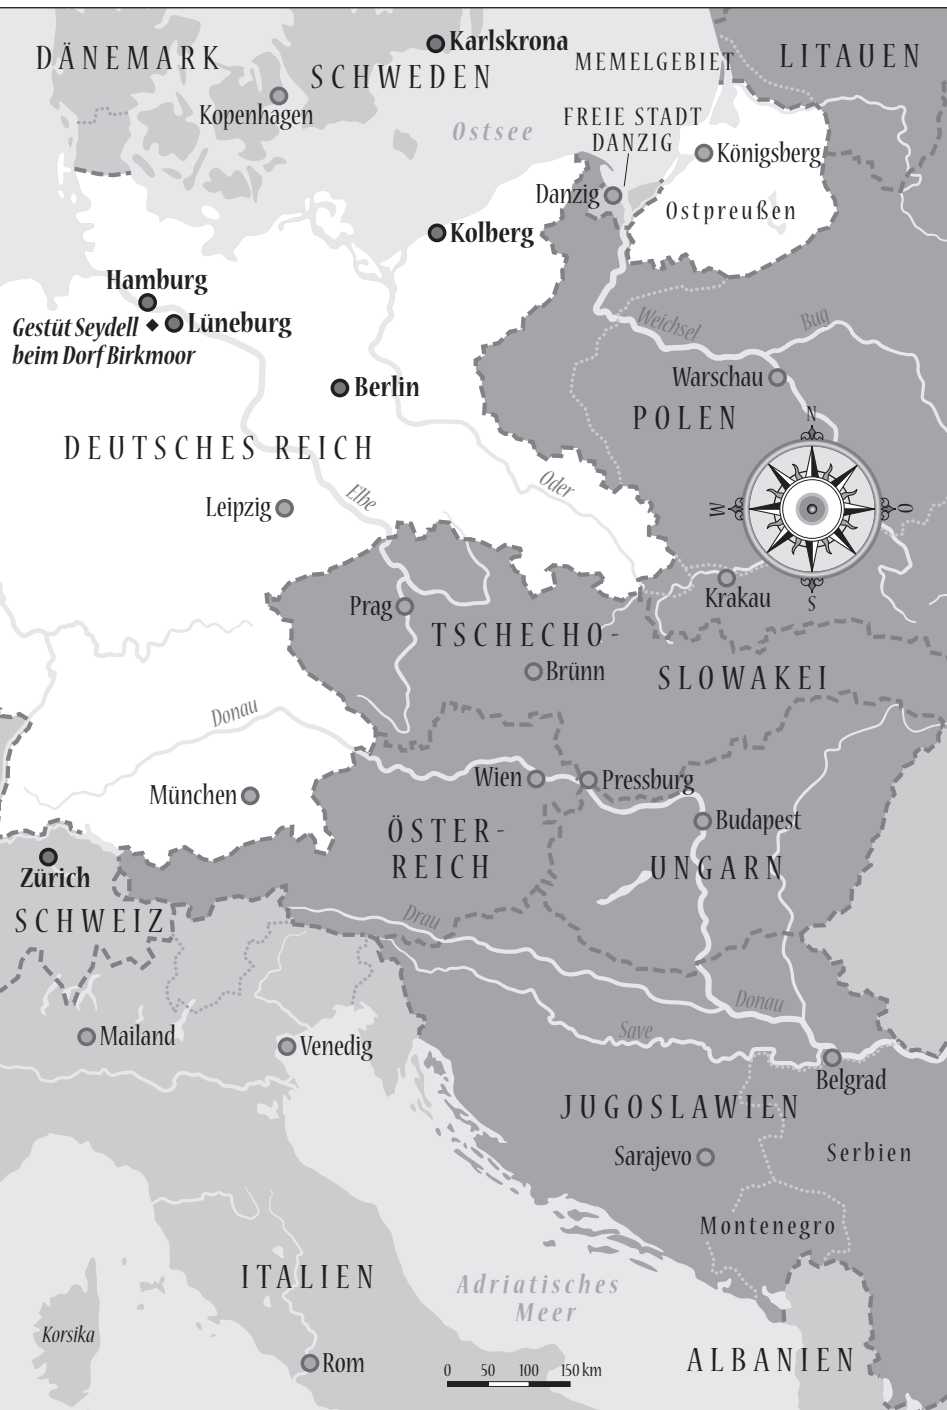 DÄNEMARK
Karlskrona
SCHWEDEN
MEMELGEBIET
LITAUEN
Kopenhagen
Ostsee
FREIE STADT
DANZIG
Königsberg
Danzig
Ostpreußen
Kolberg
Hamburg
Gestüt Seydell
beim Dorf Birkmoor
Lüneburg
Weichsel
Bug
Berlin
Warschau
POLEN
DEUTSCHES REICH
Leipzig
Elbe
Oder
N
W
O
S
Krakau
Prag
TSCHECHO-
SLOWAKEI
Brünn
Donau
Wien
Pressburg
München
Budapest
ÖSTER-
REICH
UNGARN
Zürich
SCHWEIZ
Drau
Donau
Save
Mailand
Venedig
Belgrad
JUGOSLAWIEN
Sarajevo
Serbien
Montenegro
ITALIEN
Adriatisches
Meer
Korsika
Rom
0 50 100 150 km
ALBANIEN